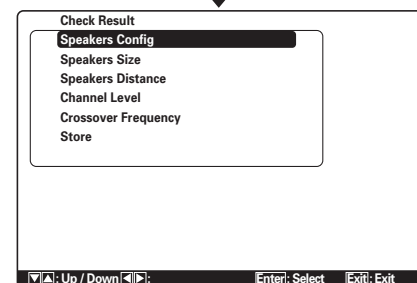 Check Result
Speakers Config
Speakers Size
Speakers Distance
Channel Level
Crossover Frequency
Store
▼▲: Up / Down ◀▶: Enter: Select Exit: Exit